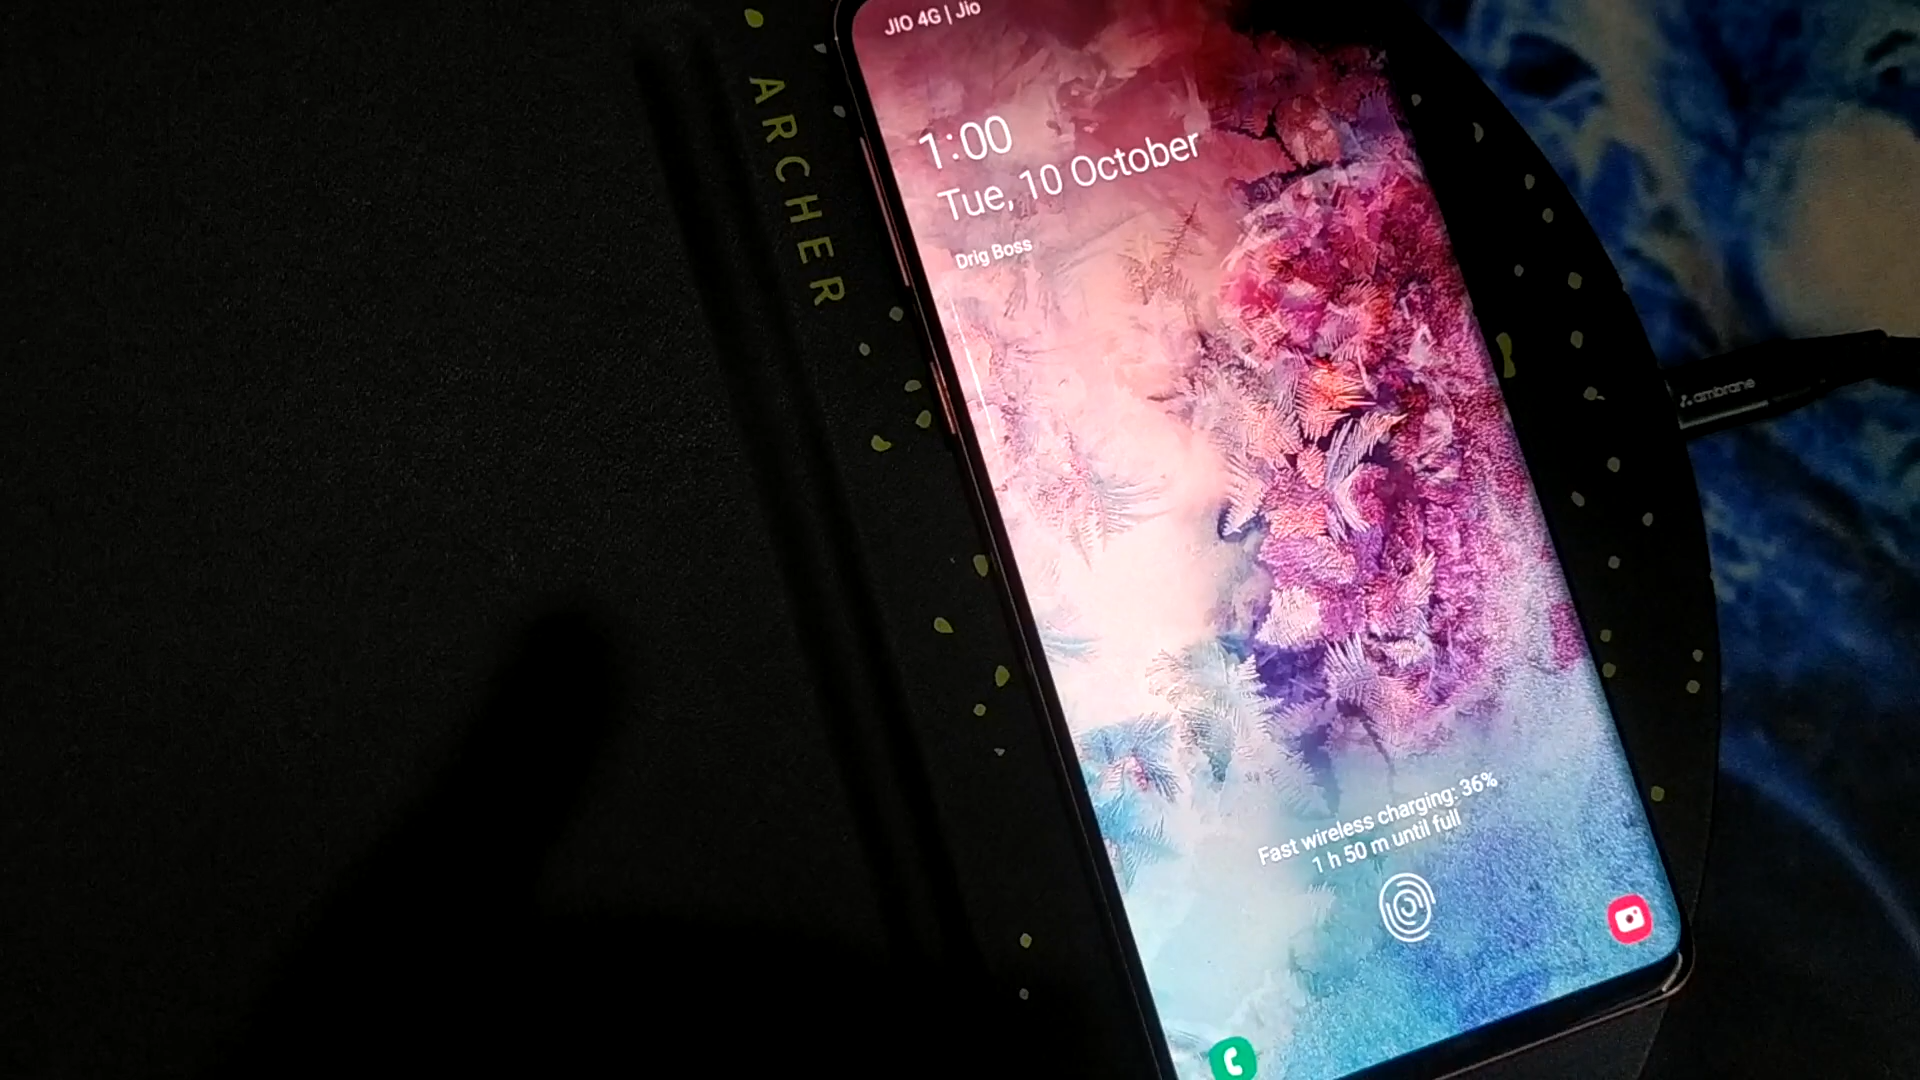 JIO 4G | Jio
ARCHER
1:00
Tue, 10 October
Drig Boss
ambrane
Fast wireless charging: 36%
1 h 50 m until full